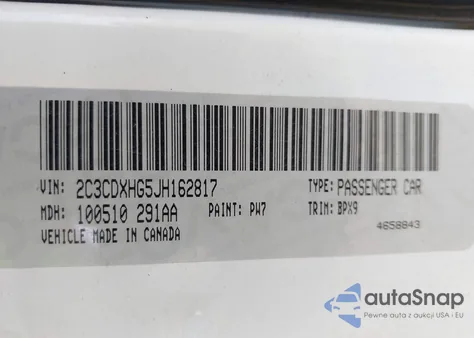 VIN: 2C3CDXHG5JH162817 TYPE: PASSENGER CAR
MDH: 100510 291AA PAINT: PW7 TRIM: BPX9
VEHICLE MADE IN CANADA 4658843
autoSnap
Pewne auta z aukcji USA i EU